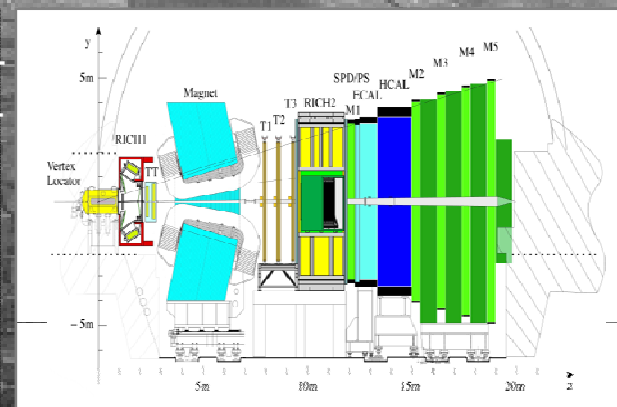 y
5m
Magnet
SPD/PS
ECAL
HCAL
M1
M2
M3
M4
M5
T1
T2
T3
RICH2
RICH1
TT
Vertex
Locator
- 5m
5m
10m
15m
20m
z